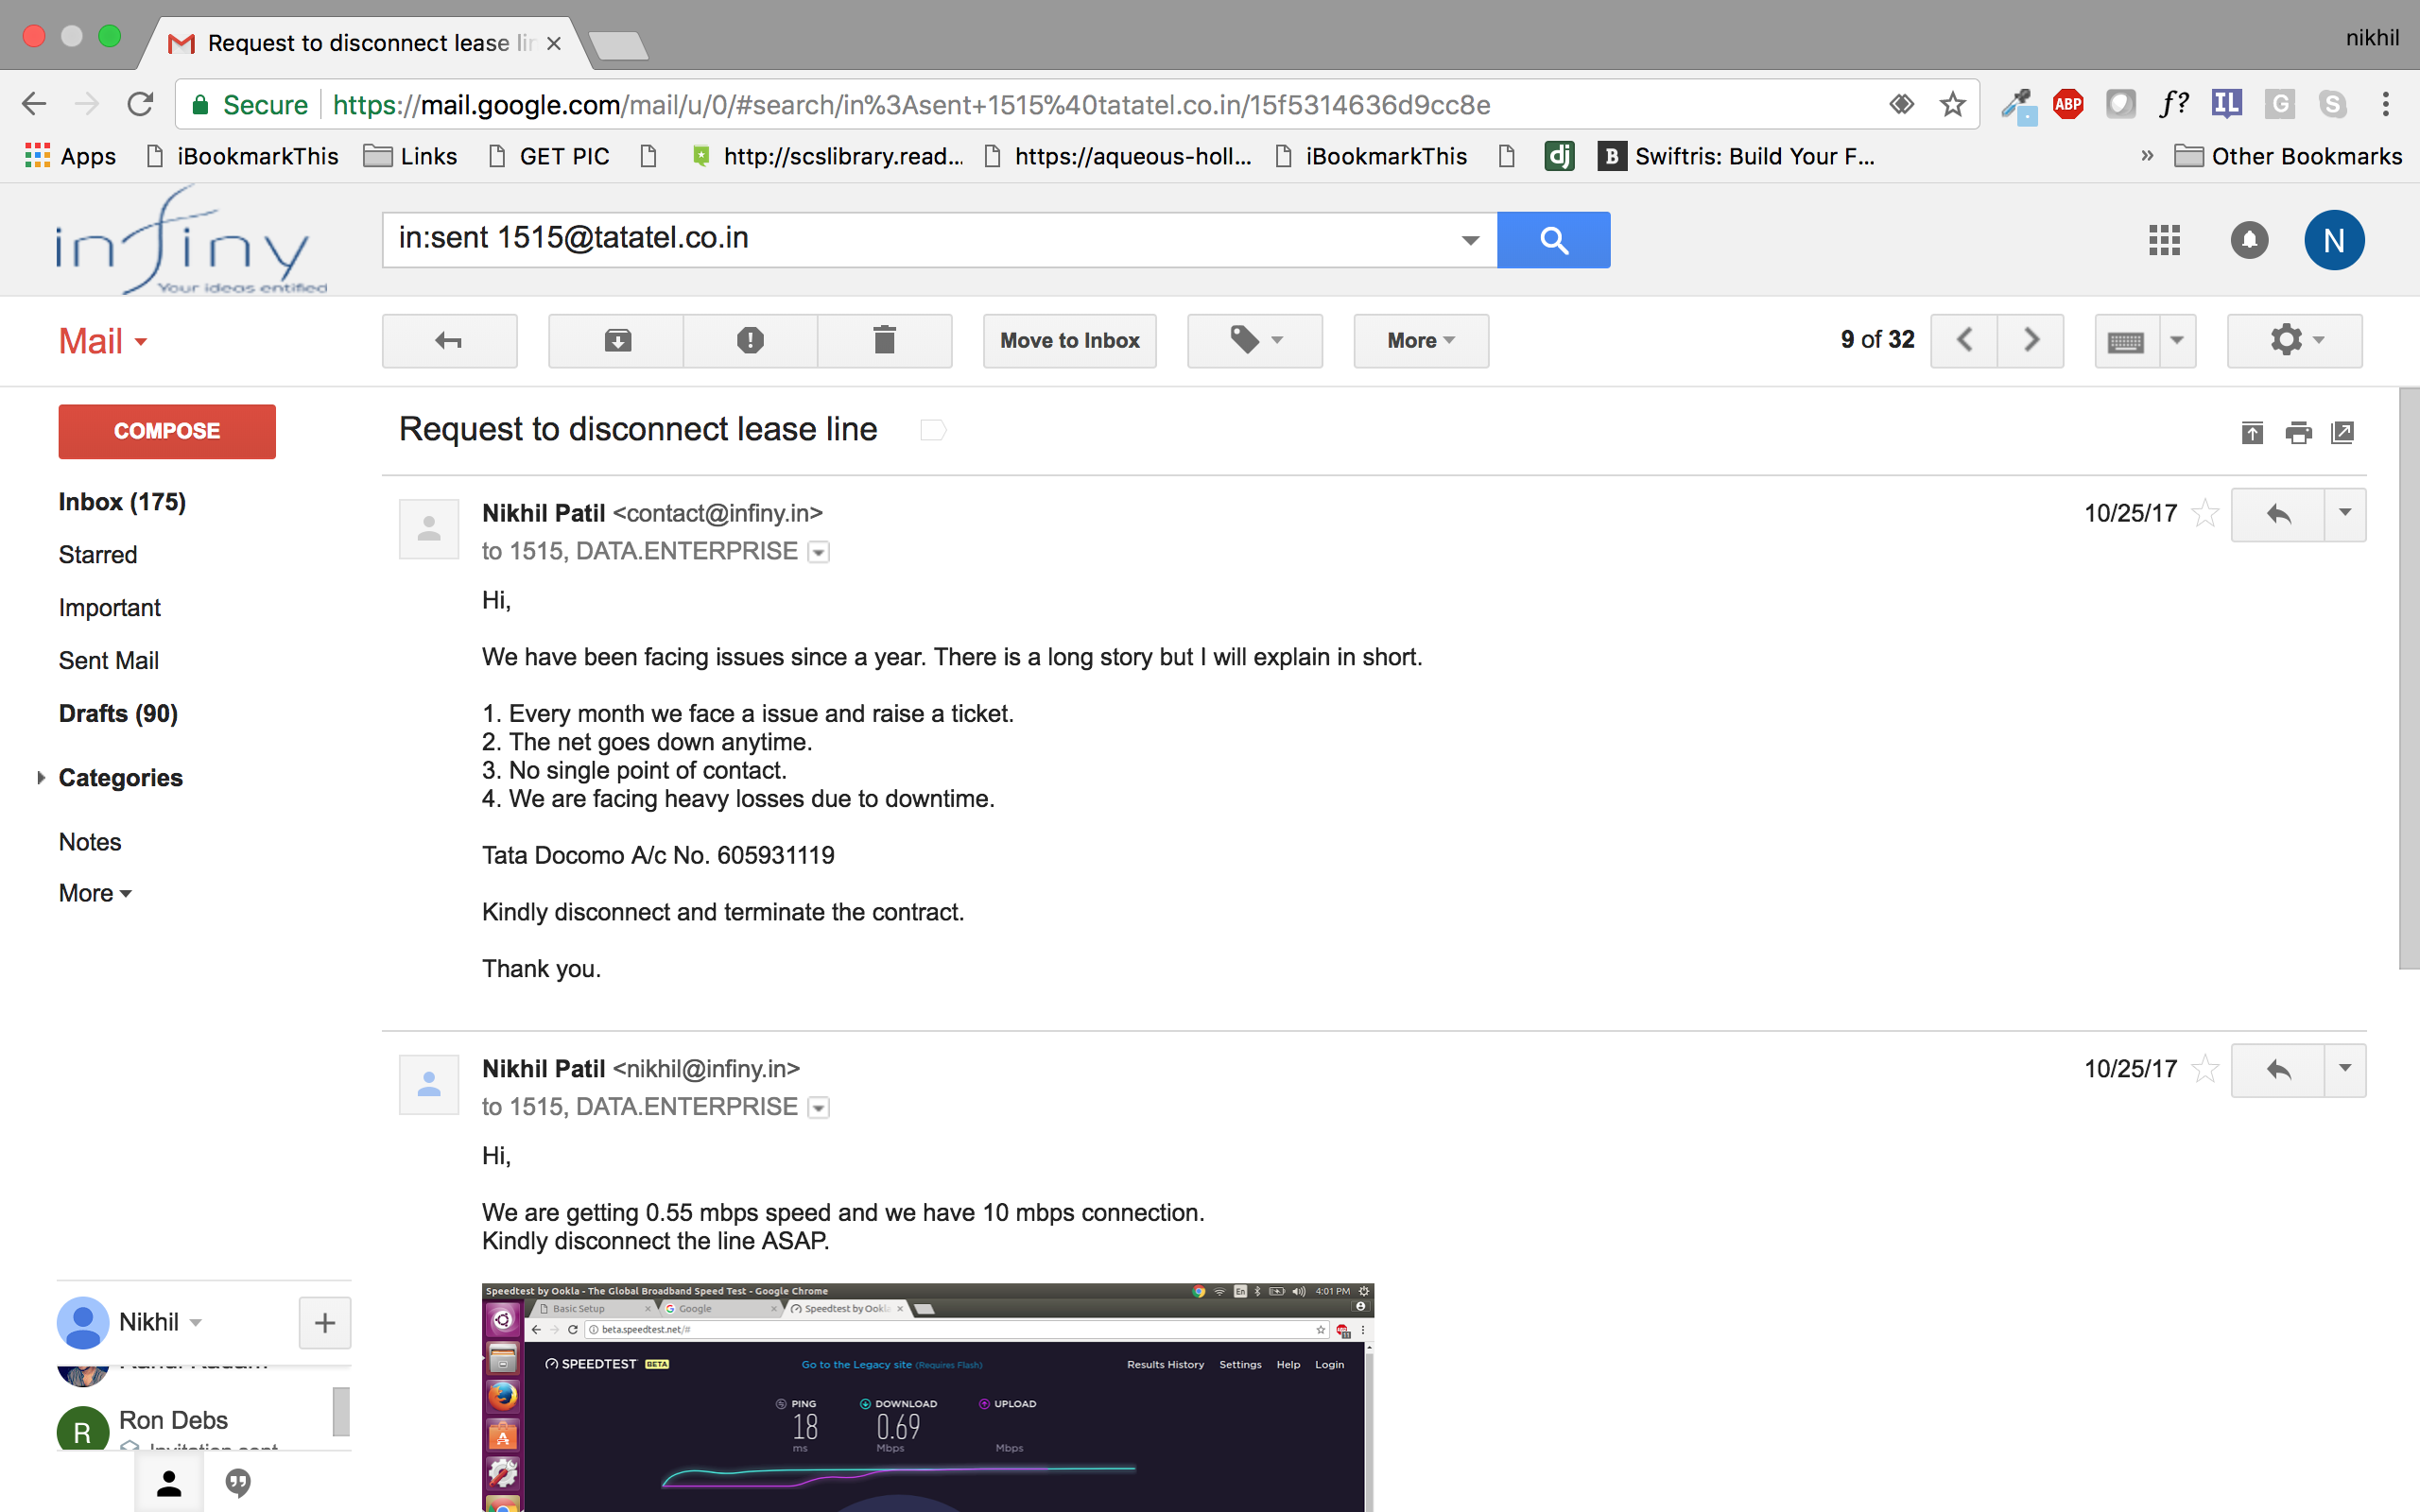 Request to disconnect lease lin
nikhil
Secure https://mail.google.com/mail/u/0/#search/in%3Asent+1515%40tatatel.co.in/15f5314636d9cc8e
ABP f? IL G S
Apps iBookmarkThis Links GET PIC http://scslibrary.read... https://aqueous-holl... iBookmarkThis dj B Swiftris: Build Your F... » Other Bookmarks
infiny
Your ideas entified
in:sent 1515@tatatel.co.in
N
Mail
Move to Inbox
More
9 of 32
COMPOSE
Inbox (175)
Starred
Important
Sent Mail
Drafts (90)
Categories
Notes
More
Request to disconnect lease line
Nikhil Patil <contact@infiny.in>
10/25/17
to 1515, DATA.ENTERPRISE
Hi,
We have been facing issues since a year. There is a long story but I will explain in short.
1. Every month we face a issue and raise a ticket.
2. The net goes down anytime.
3. No single point of contact.
4. We are facing heavy losses due to downtime.
Tata Docomo A/c No. 605931119
Kindly disconnect and terminate the contract.
Thank you.
Nikhil Patil <nikhil@infiny.in>
10/25/17
to 1515, DATA.ENTERPRISE
Hi,
We are getting 0.55 mbps speed and we have 10 mbps connection.
Kindly disconnect the line ASAP.
Speedtest by Ookla - The Global Broadband Speed Test - Google Chrome
En 4:01 PM
Basic Setup Google Speedtest by Ookla
beta.speedtest.net/#
SPEEDTEST BETA
Go to the Legacy site (Requires Flash)
Results History Settings Help Login
PING DOWNLOAD UPLOAD
18 0.69
ms Mbps Mbps
Nikhil
R
Ron Debs
Invitation sent